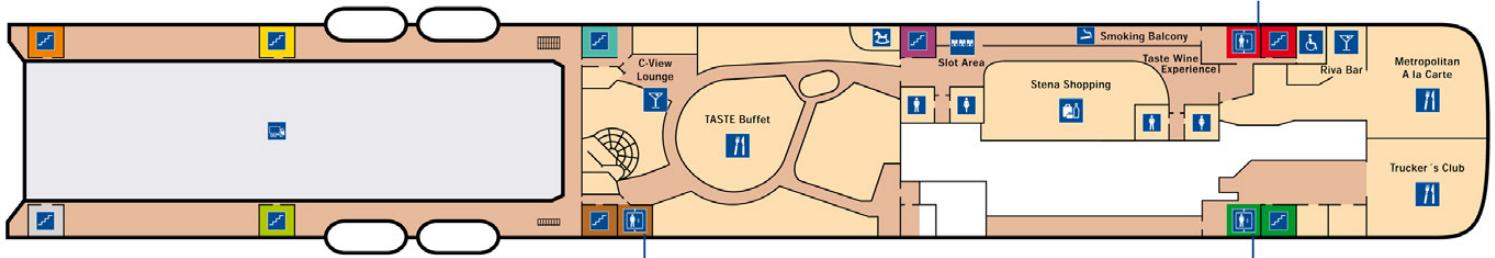 Smoking Balcony
C-View
Lounge
Slot Area
Taste Wine
Experience
Riva Bar
Metropolitan
A la Carte
Stena Shopping
TASTE Buffet
Trucker´s Club